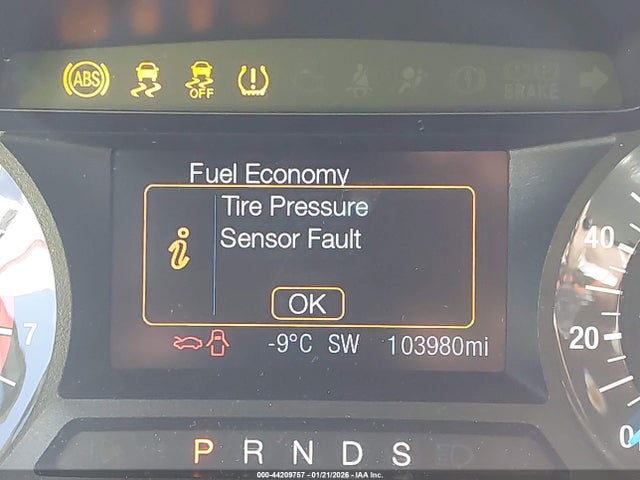 ABS OFF BRAKE
Fuel Economy
Tire Pressure
Sensor Fault
OK
-9°C SW 103980mi
7
40
20
0
P R N D S
000-44209757 - 01/21/2026 - IAA Inc.